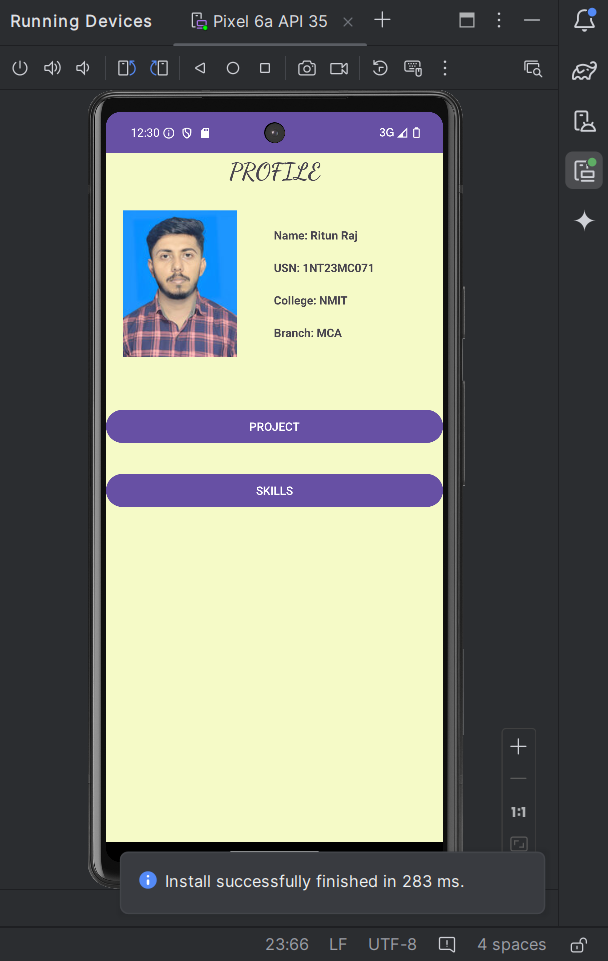 Running Devices
Pixel 6a API 35
12:30
3G
PROFILE
Name: Ritun Raj
USN: 1NT23MC071
College: NMIT
Branch: MCA
PROJECT
SKILLS
1:1
Install successfully finished in 283 ms.
23:66 LF UTF-8 4 spaces